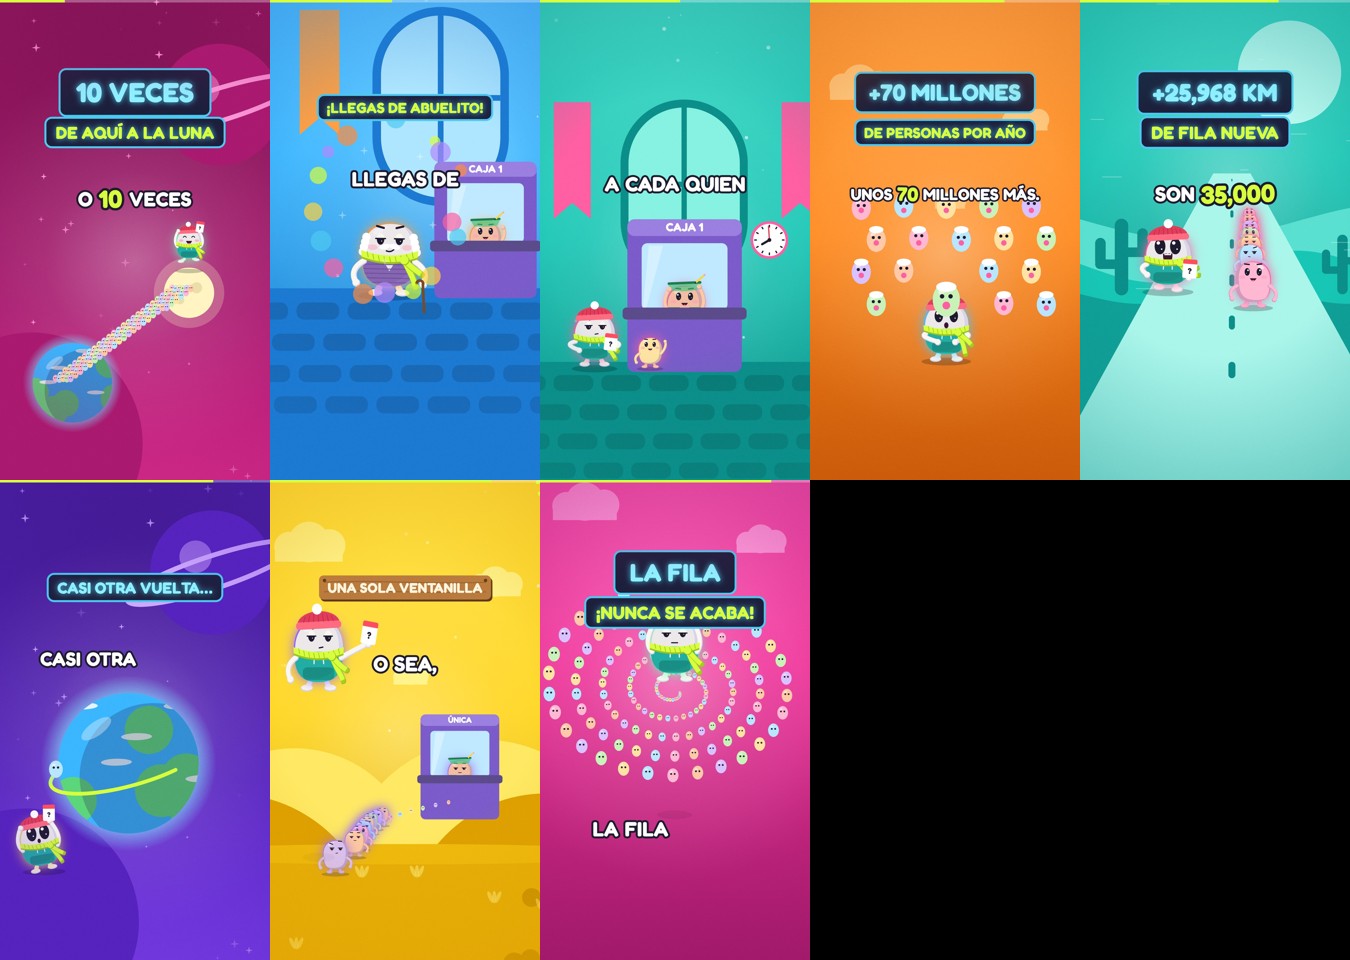 10 VECES
DE AQUÍ A LA LUNA
O 10 VECES
?
¡LLEGAS DE ABUELITO!
LLEGAS DE
CAJA 1
A CADA QUIEN
CAJA 1
?
+70 MILLONES
DE PERSONAS POR AÑO
UNOS 70 MILLONES MÁS.
+25,968 KM
DE FILA NUEVA
SON 35,000
?
CASI OTRA VUELTA...
CASI OTRA
?
UNA SOLA VENTANILLA
?
O SEA,
ÚNICA
LA FILA
¡NUNCA SE ACABA!
LA FILA